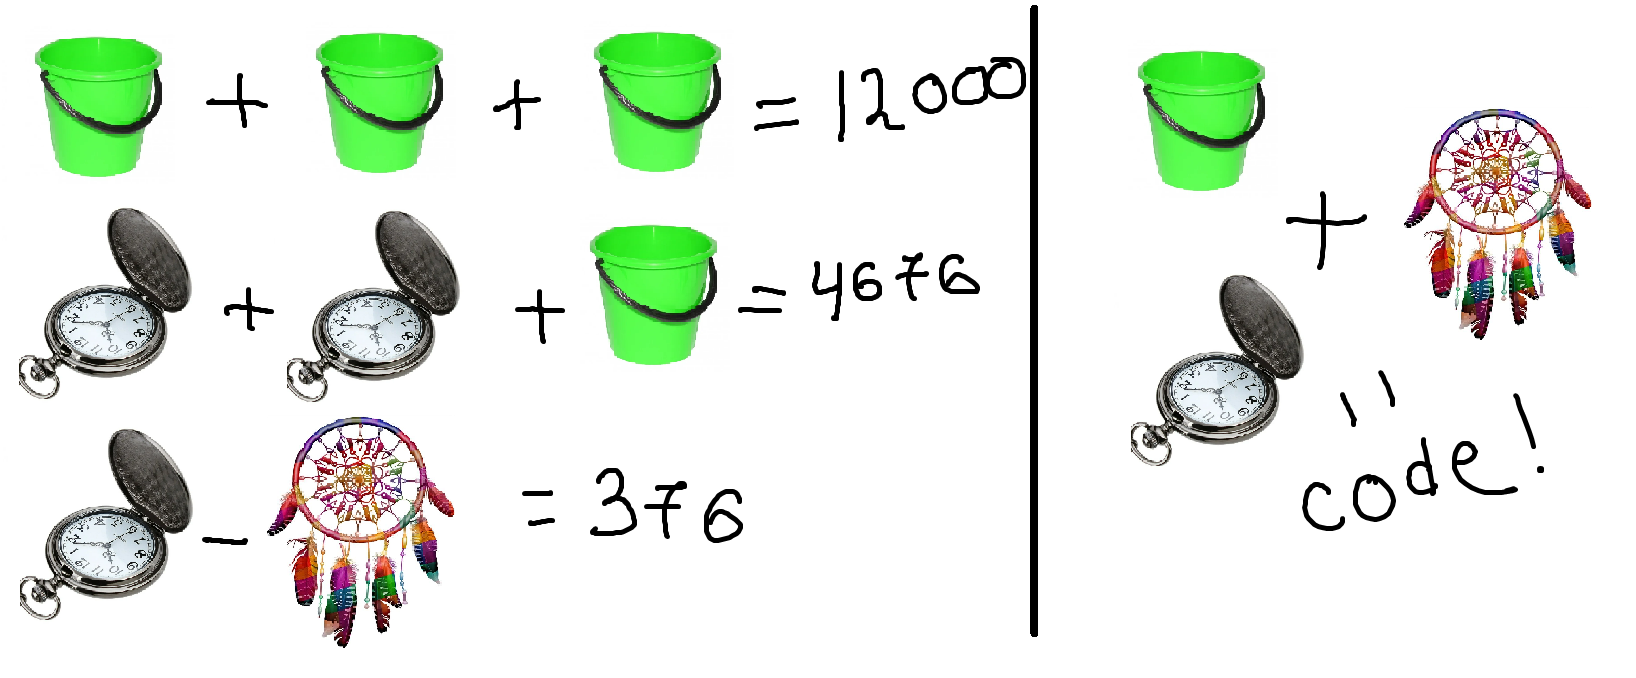 + + = 12000
+ + = 4676
- = 376
+
=
code!